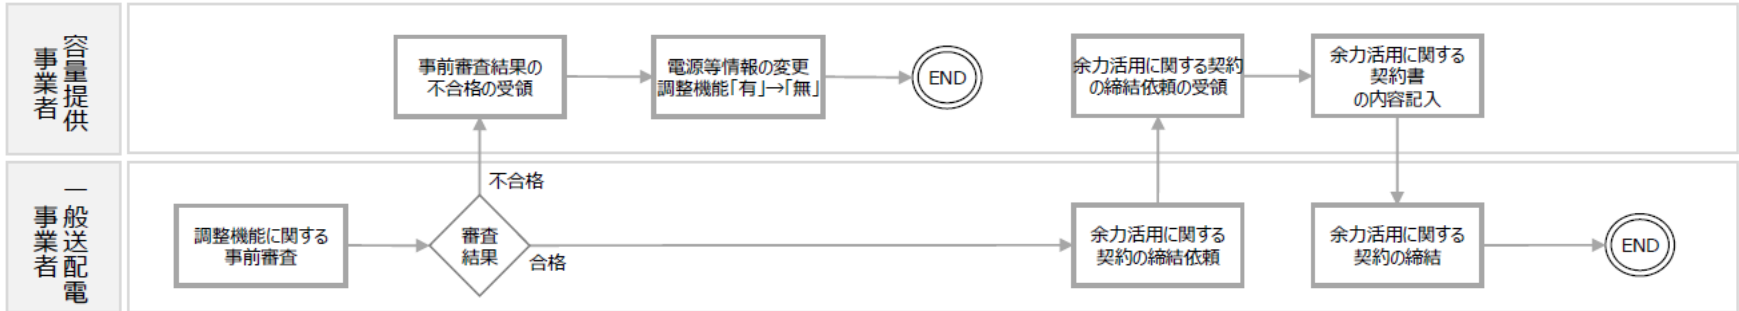 容量提供
事業者
事前審査結果の
不合格の受領
電源等情報の変更
調整機能「有」→「無」
END
余力活用に関する契約
の締結依頼の受領
余力活用に関する
契約書
の内容記入
一般送配電
事業者
調整機能に関する
事前審査
審査
結果
不合格
合格
余力活用に関する
契約の締結依頼
余力活用に関する
契約の締結
END